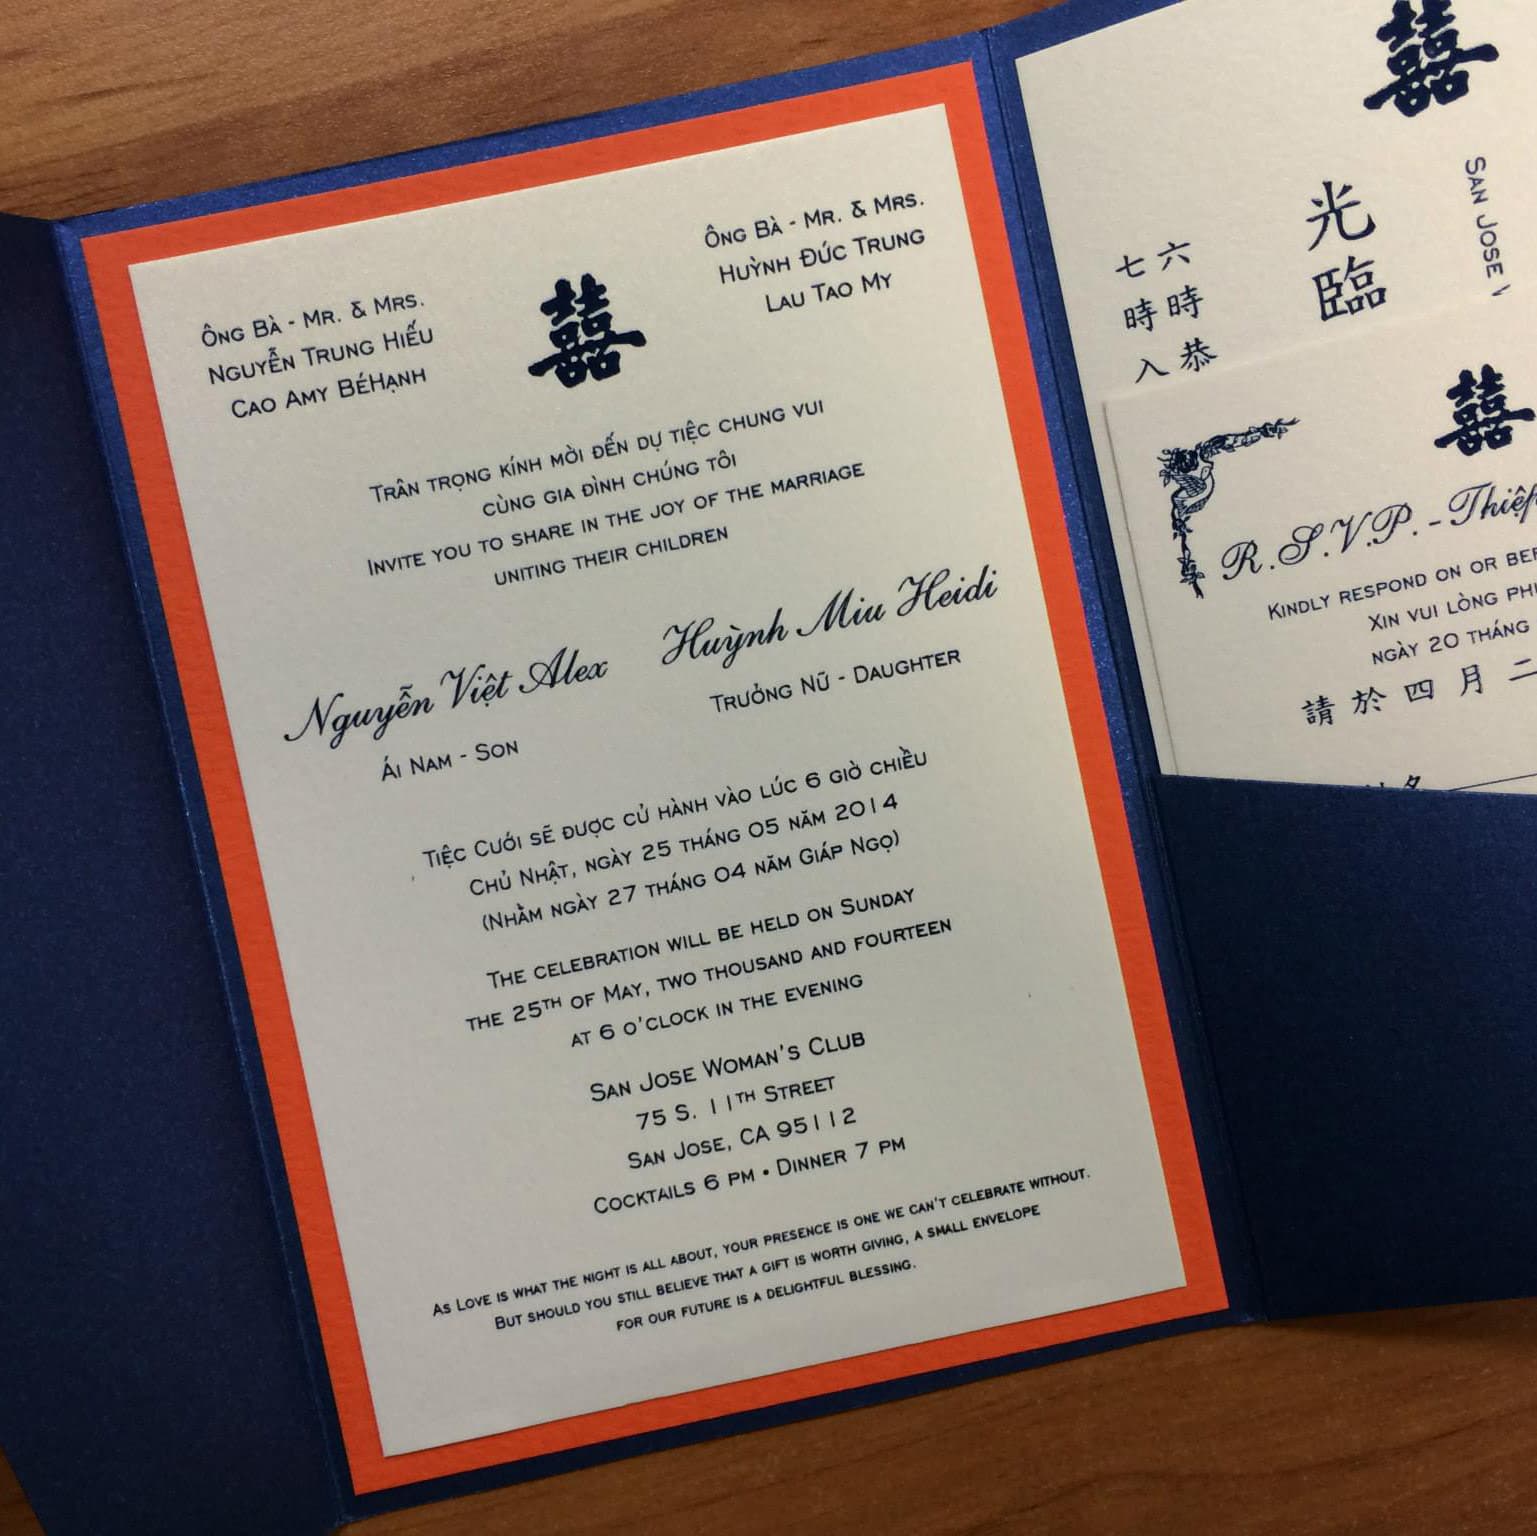 Ông Bà - Mr. & Mrs.
Nguyễn Trung Hiếu
Cao Amy BéHạnh
囍
Ông Bà - Mr. & Mrs.
Huỳnh Đức Trung
Lau Tao My
Trân trọng kính mời đến dự tiệc chung vui
cùng gia đình chúng tôi
Invite you to share in the joy of the marriage
uniting their children
Nguyễn Việt Alex
Ái Nam - Son
Huỳnh Miu Heidi
Trưởng Nữ - Daughter
Tiệc Cưới sẽ được cử hành vào lúc 6 giờ chiều
Chủ Nhật, ngày 25 tháng 05 năm 2014
(Nhằm ngày 27 tháng 04 năm Giáp Ngọ)
The celebration will be held on Sunday
the 25th of May, two thousand and fourteen
at 6 o'clock in the evening
San Jose Woman's Club
75 S. 11th Street
San Jose, CA 95112
Cocktails 6 pm • Dinner 7 pm
As Love is what the night is all about, your presence is one we can't celebrate without.
But should you still believe that a gift is worth giving, a small envelope
for our future is a delightful blessing.
囍
San Jose
光臨
六時恭
七時入
囍
R.S.V.P. - Thiệp
Kindly respond on or
Xin vui lòng
ngày 20 tháng
請於四月二